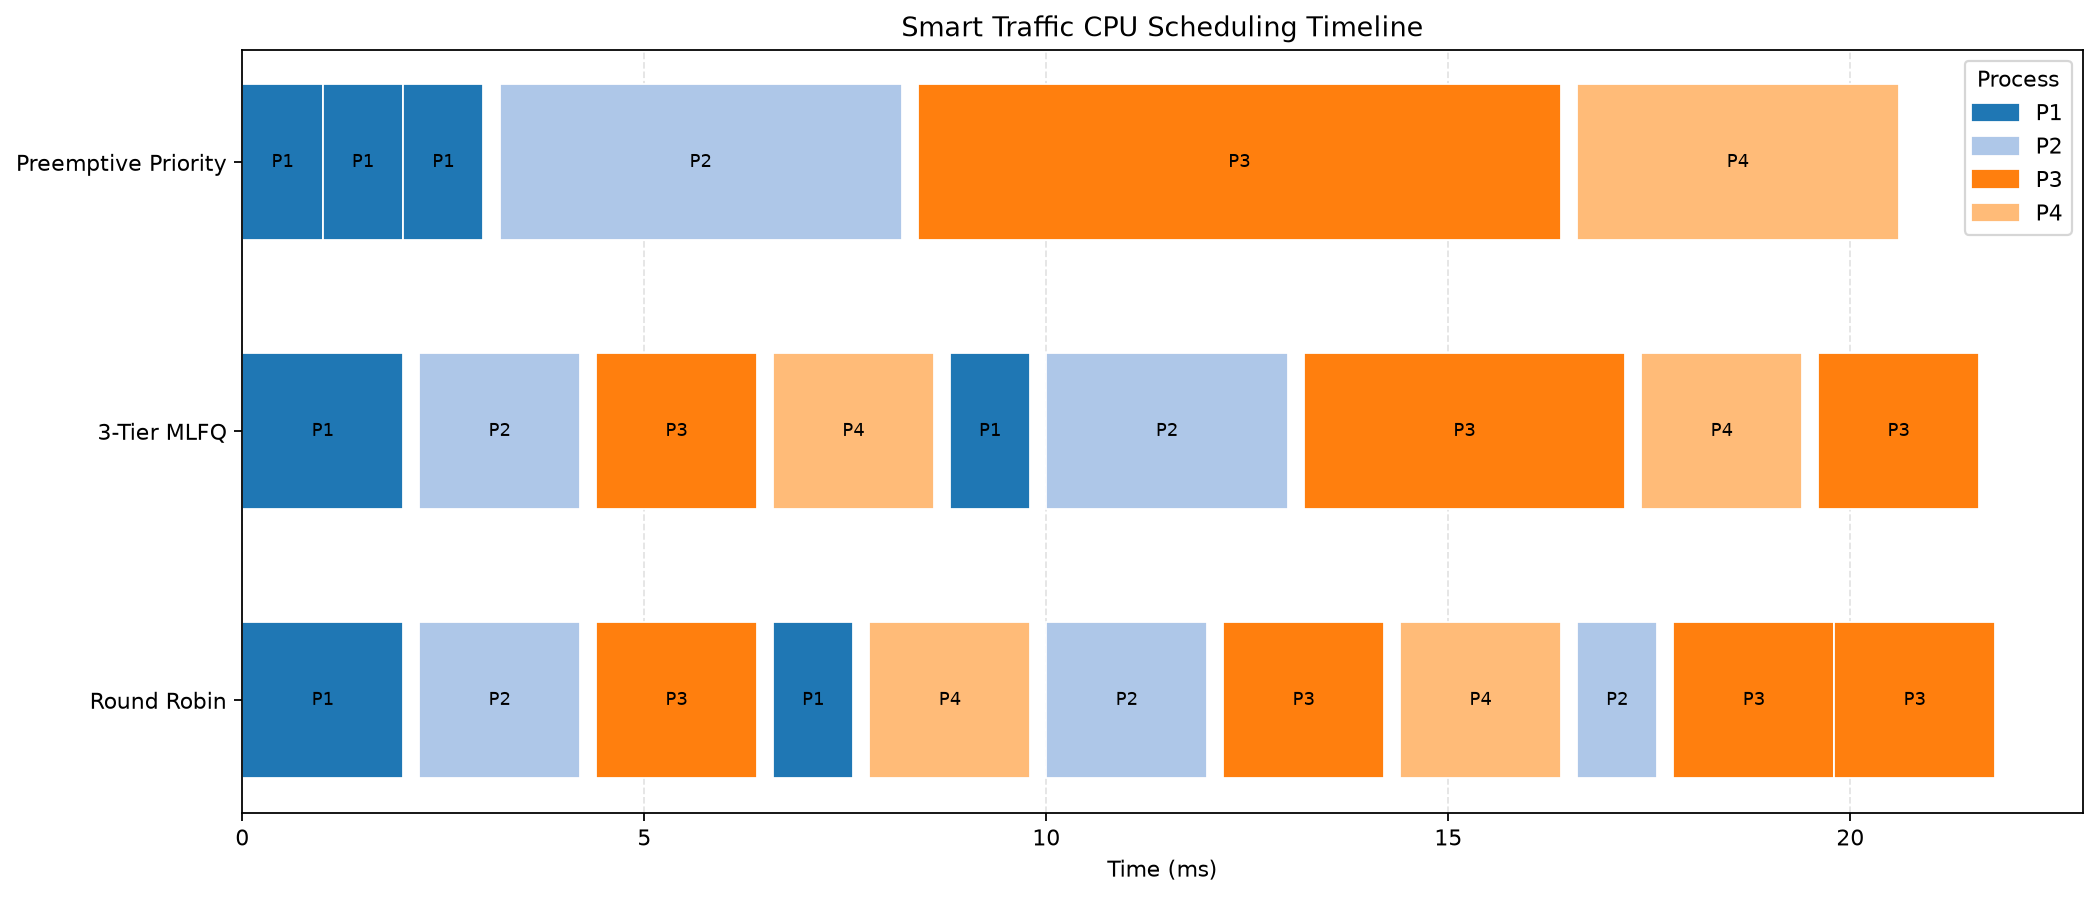 Smart Traffic CPU Scheduling Timeline
Preemptive Priority
P1 P1 P1 P2 P3 P4
Process
P1
P2
P3
P4
3-Tier MLFQ
P1 P2 P3 P4 P1 P2 P3 P4 P3
Round Robin
P1 P2 P3 P1 P4 P2 P3 P4 P2 P3 P3
0 5 10 15 20
Time (ms)